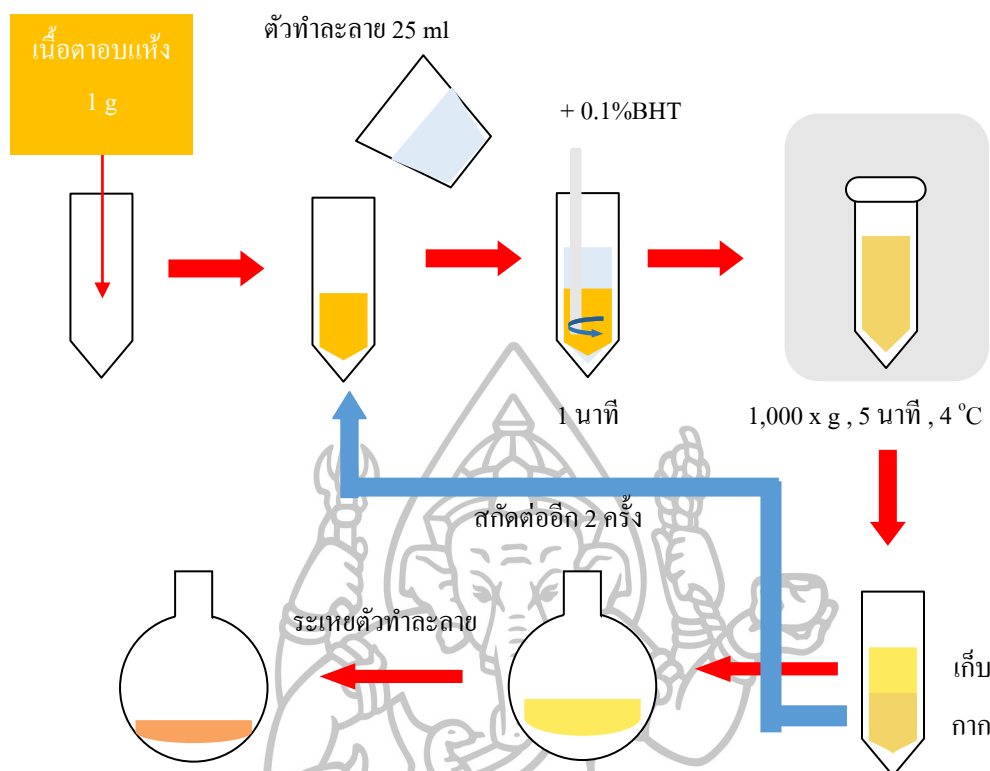 เนื้อตาอบแห้ง
1 g
ตัวทำละลาย 25 ml
+ 0.1%BHT
1 นาที
1,000 x g , 5 นาที , 4 °C
สกัดต่ออีก 2 ครั้ง
ระเหยตัวทำละลาย
เก็บ
กาก